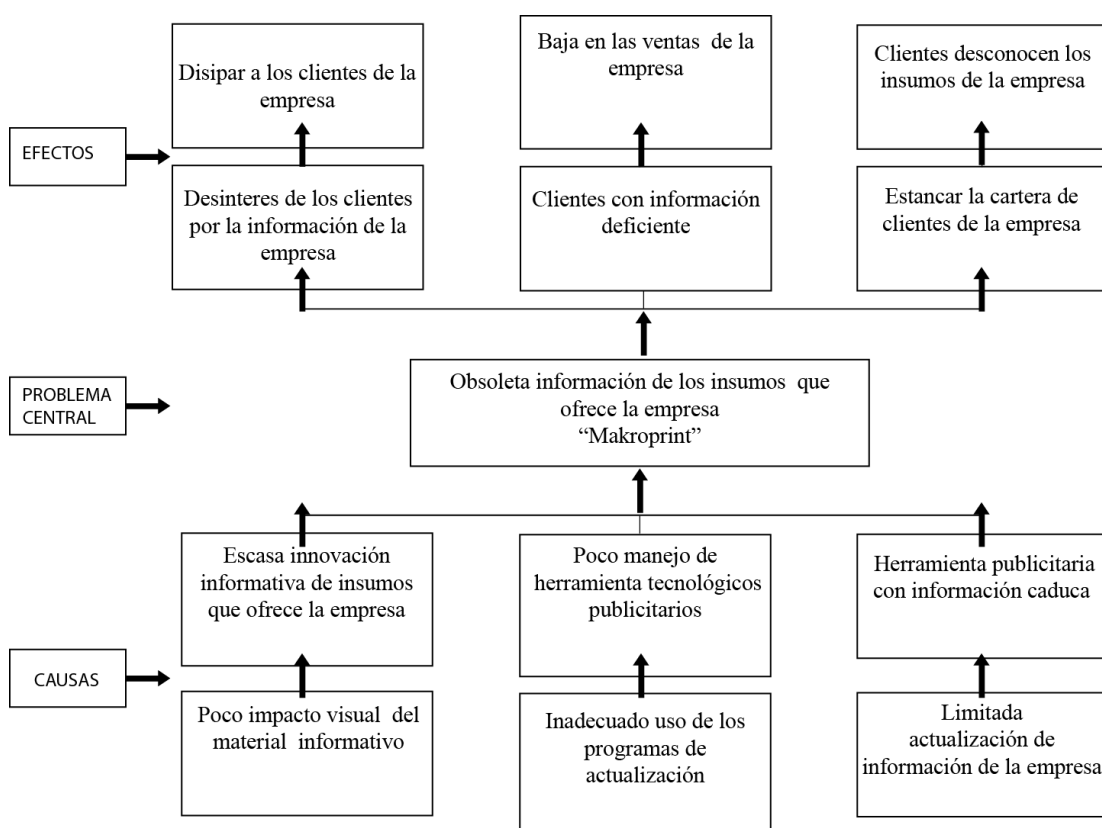 Disipar a los clientes de la
empresa
Baja en las ventas de la
empresa
Clientes desconocen los
insumos de la empresa
EFECTOS
Desinteres de los clientes
por la información de la
empresa
Clientes con información
deficiente
Estancar la cartera de
clientes de la empresa
PROBLEMA
CENTRAL
Obsoleta información de los insumos que
ofrece la empresa
“Makroprint”
Escasa innovación
informativa de insumos
que ofrece la empresa
Poco manejo de
herramienta tecnológicos
publicitarios
Herramienta publicitaria
con información caduca
CAUSAS
Poco impacto visual del
material informativo
Inadecuado uso de los
programas de
actualización
Limitada
actualización de
información de la empresa